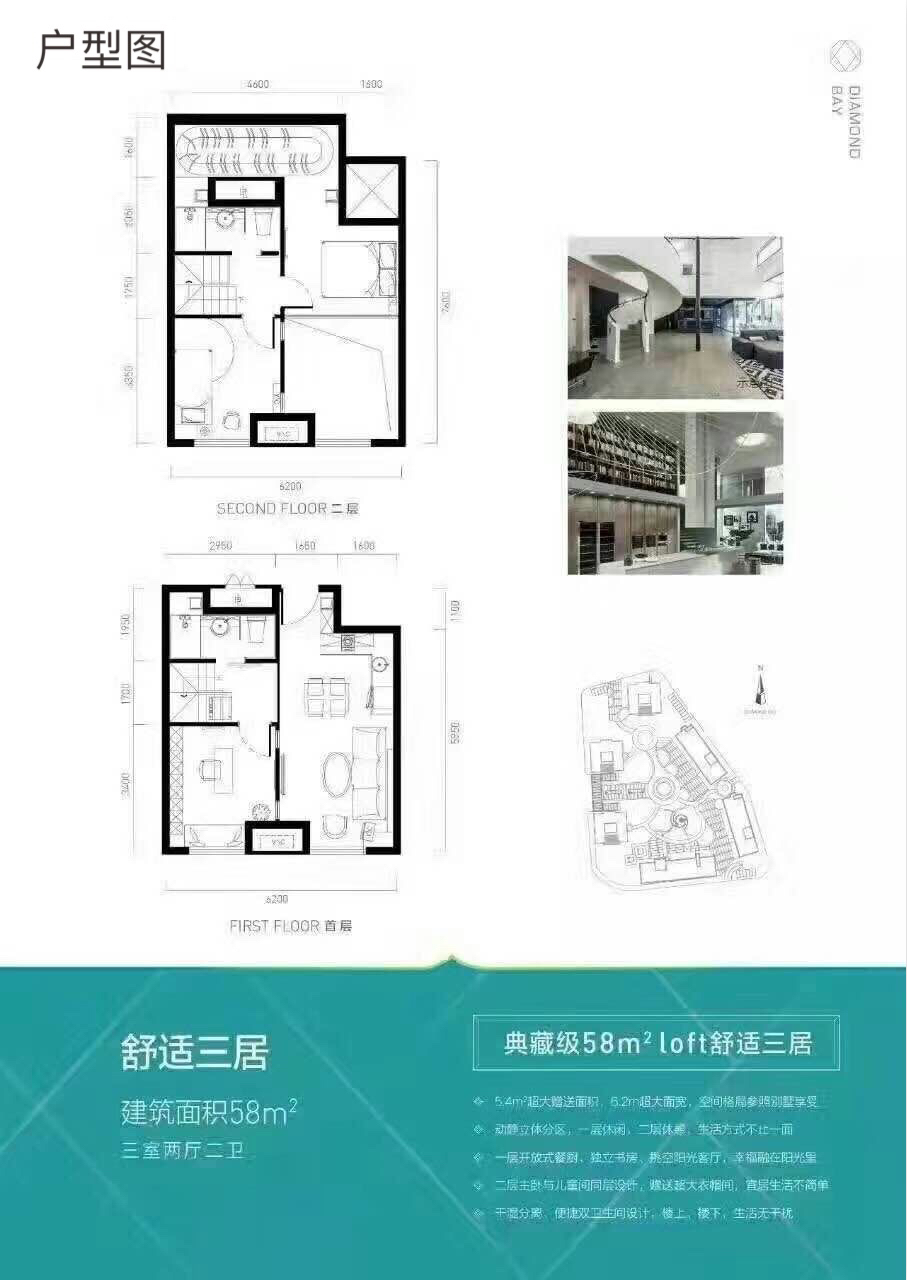 户型图
DIAMOND
BAY
4600
1600
1600
1750
7600
6200
SECOND FLOOR 二层
2950
1650
1600
1950
1100
1700
5950
3400
6200
FIRST FLOOR 首层
N
舒适三居
建筑面积58m²
三室两厅二卫
典藏级58m² loft舒适三居
5.4m²超大赠送面积，6.2m超大面宽，空间格局参照别墅享受
动静立体分区，一层休闲，二层休憩，生活方式不止一面
一层开放式餐厨，独立书房，挑空阳光客厅，幸福融在阳光里
二层主卧与儿童间同层设计，赠送超大衣帽间，宜居生活不简单
干湿分离，便捷双卫生间设计，楼上、楼下，生活无干扰